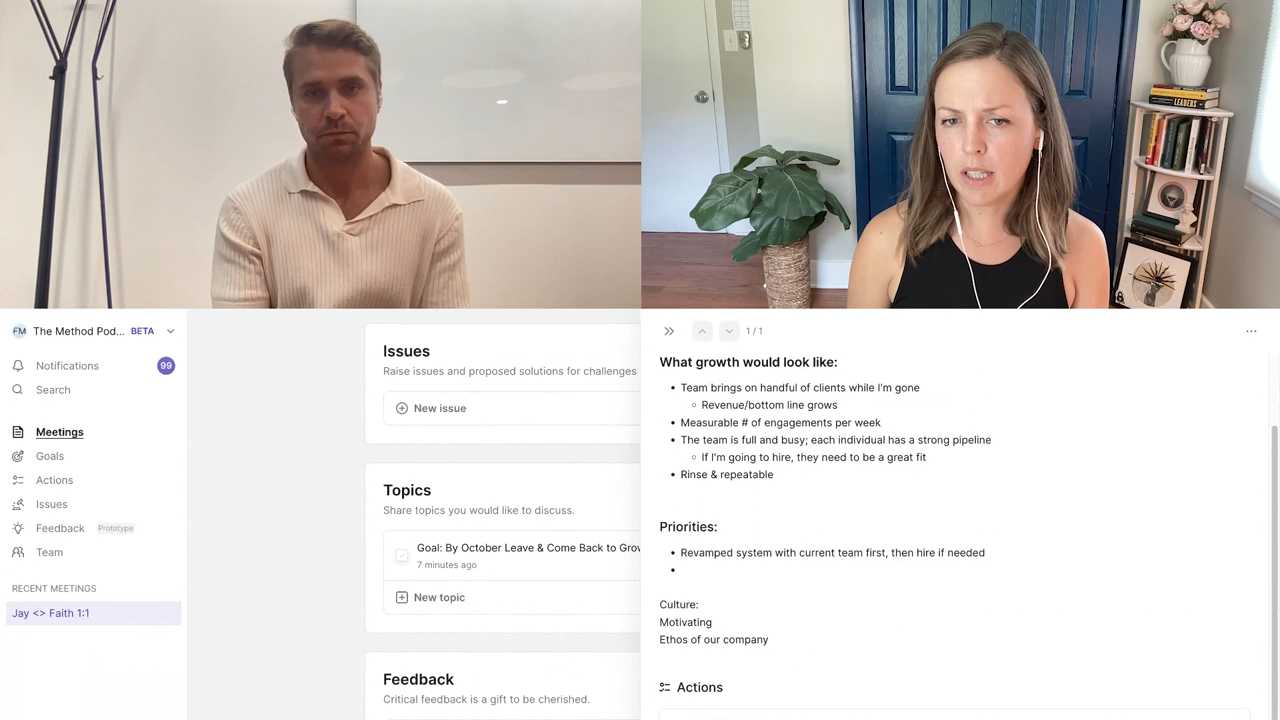 LEADERS
FM The Method Pod... BETA
Notifications 99
Search
Meetings
Goals
Actions
Issues
Feedback Prototype
Team
RECENT MEETINGS
Jay <> Faith 1:1
Issues
Raise issues and proposed solutions for challenges
New issue
Topics
Share topics you would like to discuss.
Goal: By October Leave & Come Back to Grow
7 minutes ago
New topic
Feedback
Critical feedback is a gift to be cherished.
1 / 1
What growth would look like:
• Team brings on handful of clients while I'm gone
◦ Revenue/bottom line grows
• Measurable # of engagements per week
• The team is full and busy; each individual has a strong pipeline
◦ If I'm going to hire, they need to be a great fit
• Rinse & repeatable
Priorities:
• Revamped system with current team first, then hire if needed
•
Culture:
Motivating
Ethos of our company
Actions